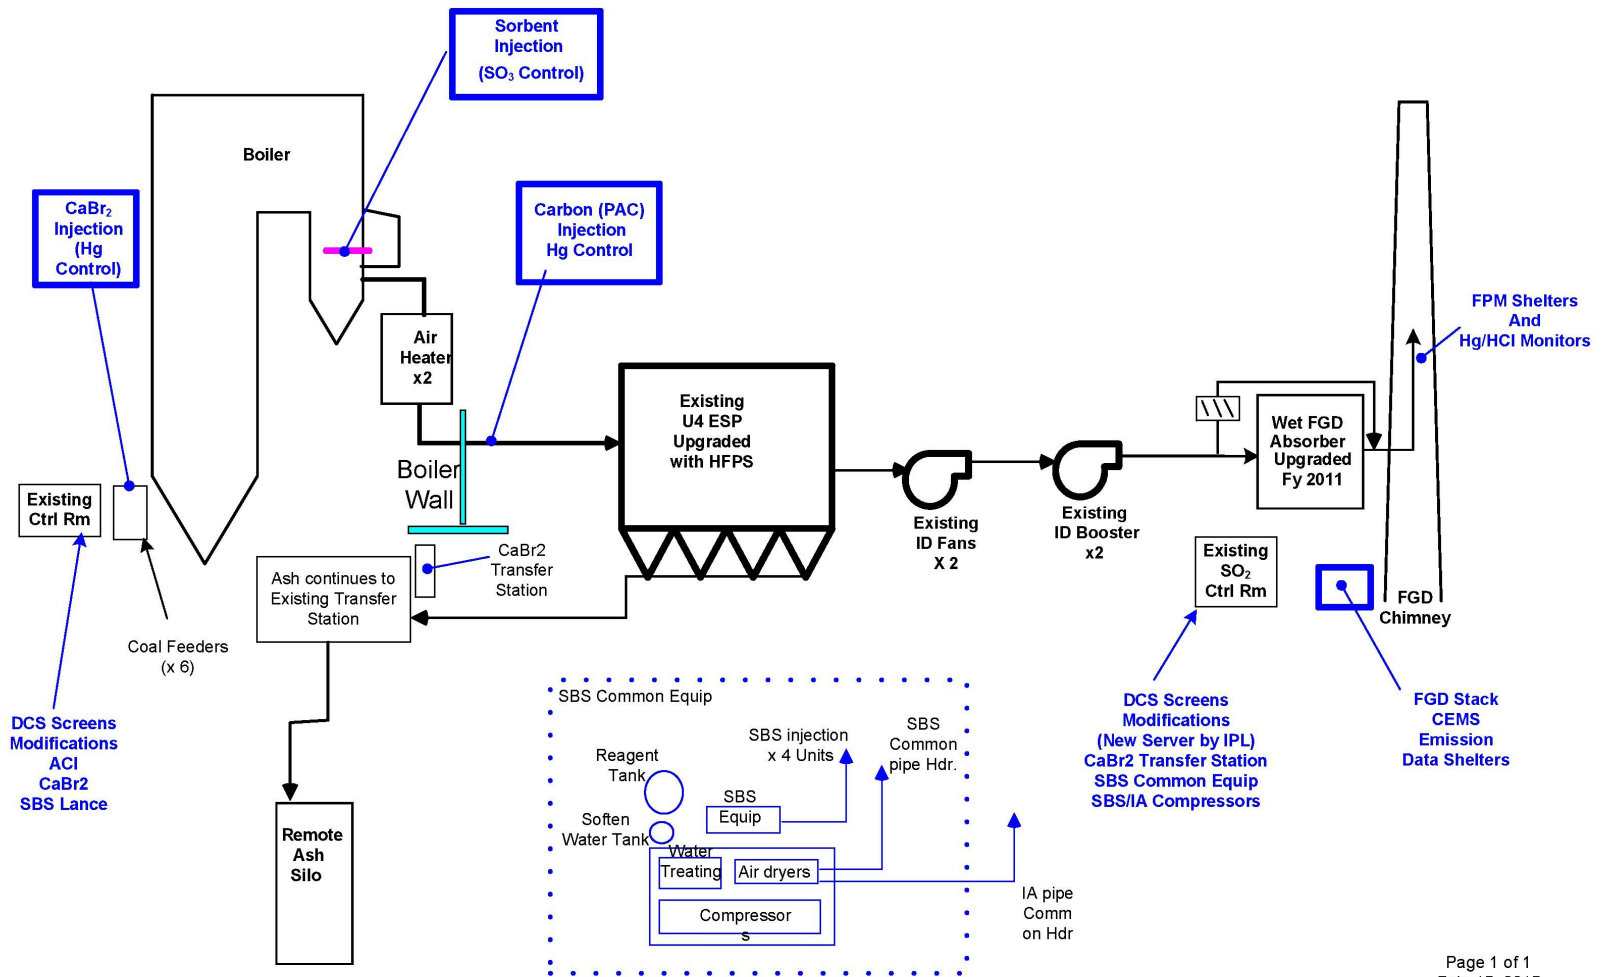 Sorbent
Injection
(SO3 Control)
Boiler
CaBr2
Injection
(Hg
Control)
Carbon (PAC)
Injection
Hg Control
Air
Heater
x2
Boiler
Wall
Existing
U4 ESP
Upgraded
with HFPS
Existing
ID Fans
X 2
Existing
ID Booster
x2
Wet FGD
Absorber
Upgraded
Fy 2011
FPM Shelters
And
Hg/HCl Monitors
FGD
Chimney
Existing
Ctrl Rm
Coal Feeders
(x 6)
DCS Screens
Modifications
ACI
CaBr2
SBS Lance
Ash continues to
Existing Transfer
Station
CaBr2
Transfer
Station
Remote
Ash
Silo
Existing
SO2
Ctrl Rm
DCS Screens
Modifications
(New Server by IPL)
CaBr2 Transfer Station
SBS Common Equip
SBS/IA Compressors
FGD Stack
CEMS
Emission
Data Shelters
SBS Common Equip
Reagent
Tank
Soften
Water Tank
SBS injection
x 4 Units
SBS
Common
pipe Hdr.
SBS
Equip
Water
Treating
Air dryers
Compressor
s
IA pipe
Comm
on Hdr
Page 1 of 1